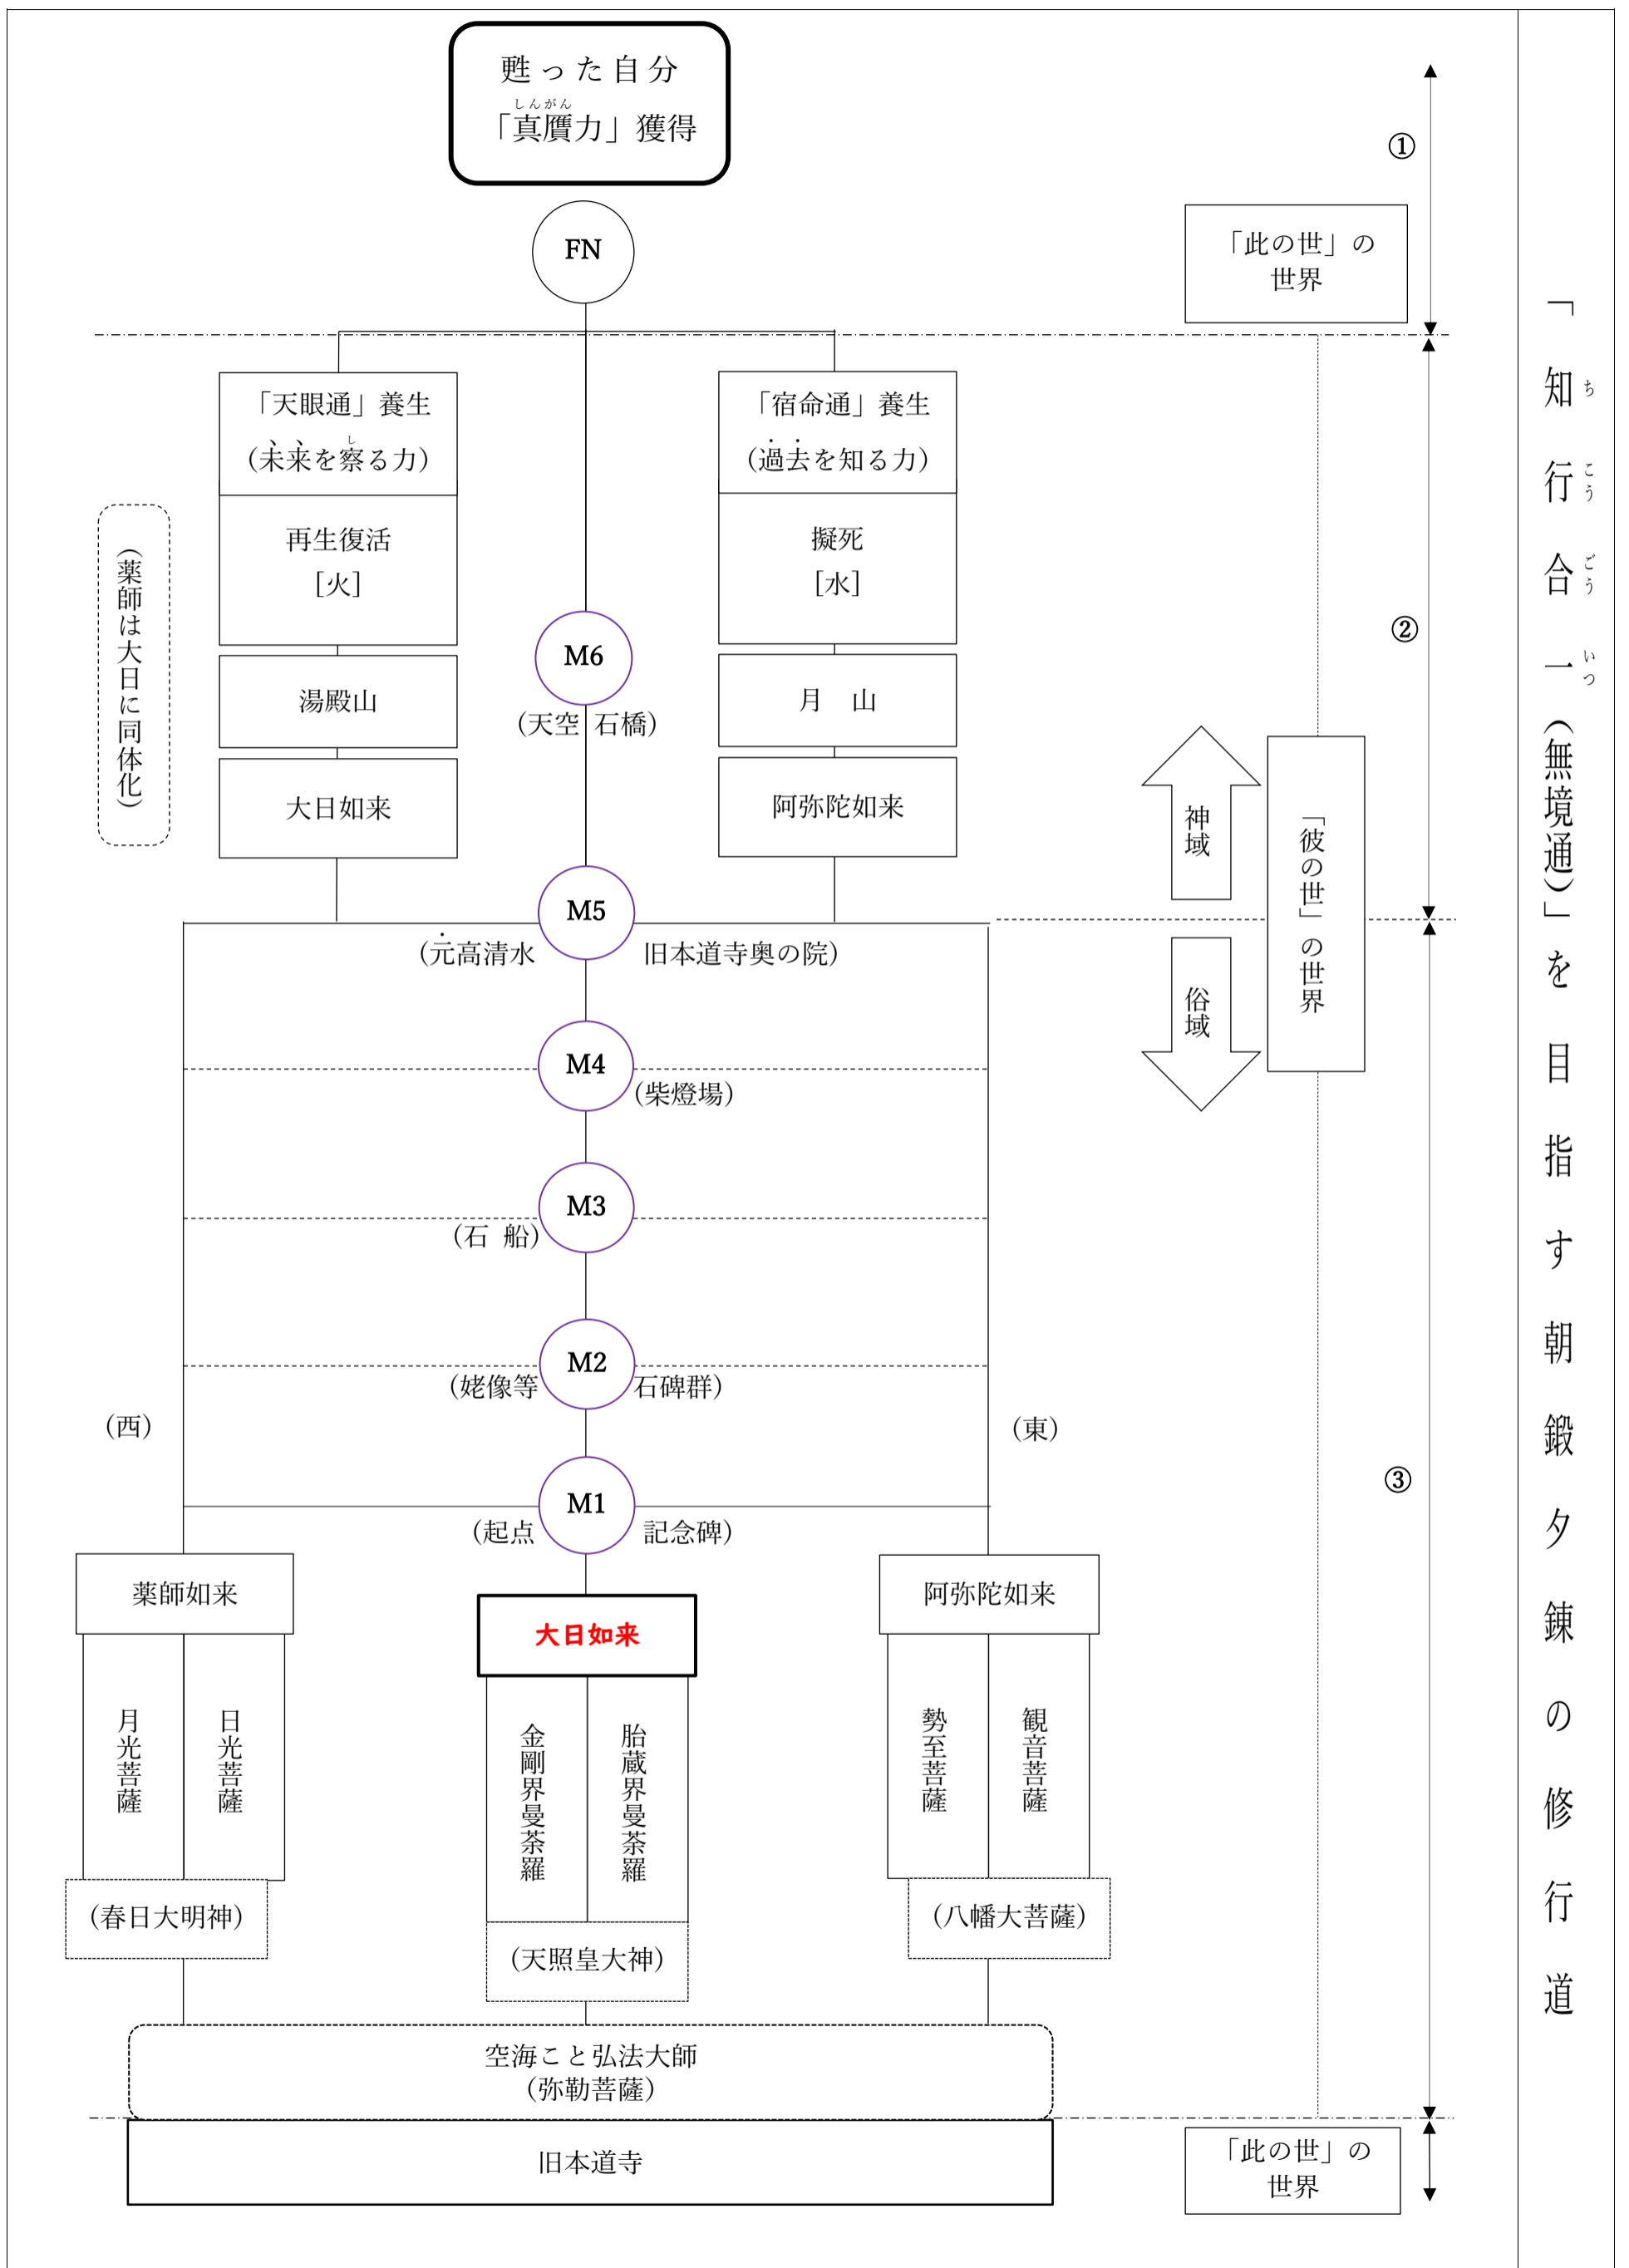 「知行合一(無境通)」を目指す朝鍛夕錬の修行道
ち
こう
ごう
いつ
甦った自分
しんがん
「真贋力」獲得
FN
①
「此の世」の
世界
「天眼通」養生
し
(未来を察る力)
再生復活
[火]
湯殿山
大日如来
(薬師は大日に同体化)
「宿命通」養生
(過去を知る力)
擬死
[水]
月 山
阿弥陀如来
M6
(天空 石橋)
②
神域
「彼の世」の世界
俗域
M5
(元高清水 旧本道寺奥の院)
M4
(柴燈場)
M3
(石 船)
M2
(姥像等 石碑群)
(西)
(東)
③
M1
(起点 記念碑)
薬師如来
月光菩薩
日光菩薩
(春日大明神)
大日如来
金剛界曼荼羅
胎蔵界曼荼羅
(天照皇大神)
阿弥陀如来
勢至菩薩
観音菩薩
(八幡大菩薩)
空海こと弘法大師
(弥勒菩薩)
旧本道寺
「此の世」の
世界